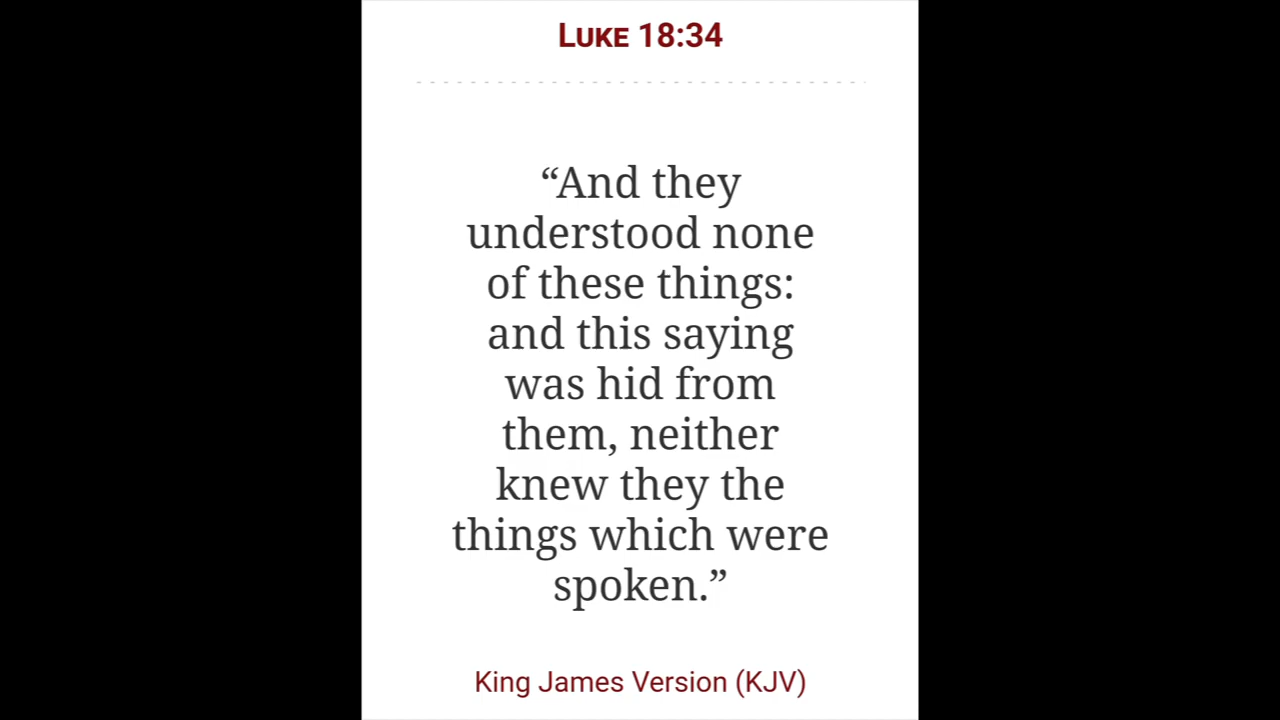 Luke 18:34
“And they
understood none
of these things:
and this saying
was hid from
them, neither
knew they the
things which were
spoken.”
King James Version (KJV)